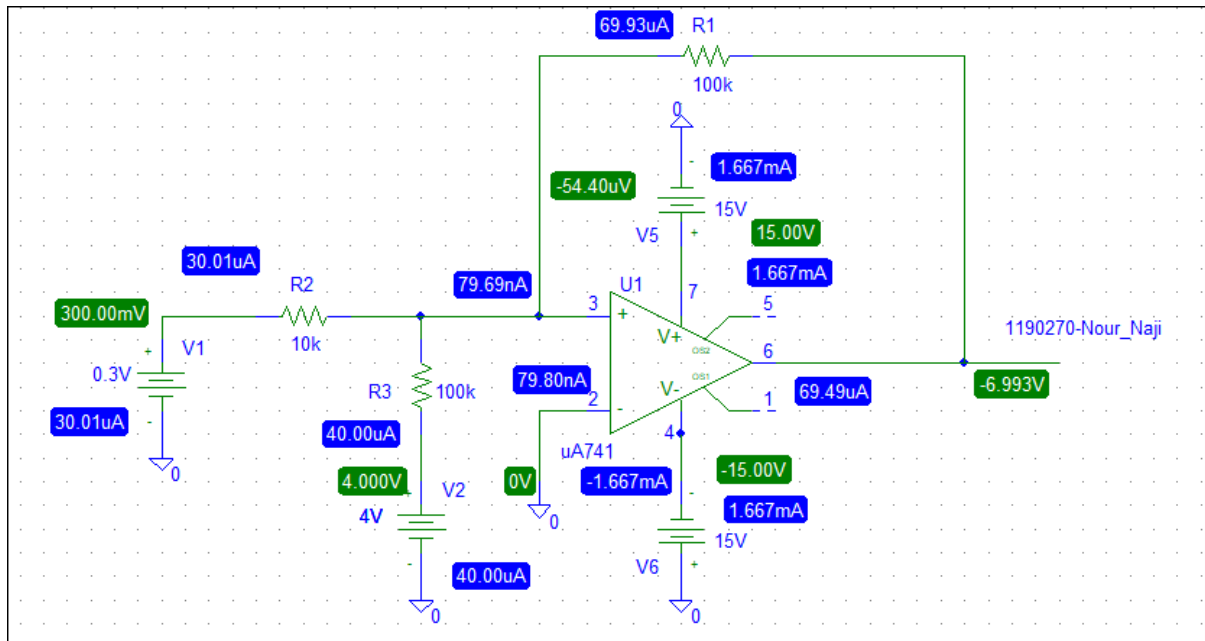 69.93uA
R1
100k
0
1.667mA
-54.40uV
15V
V5
+
-
15.00V
1.667mA
30.01uA
R2
79.69nA
U1
7
5
300.00mV
3
+
V+
OS2
10k
+
V1
1190270-Nour_Naji
0.3V
R3
100k
79.80nA
6
OS1
V-
69.49uA
-6.993V
2
-
1
30.01uA
-
40.00uA
4
uA741
0
4.000V
+
V2
0V
-1.667mA
-15.00V
-
4V
0
1.667mA
15V
-
40.00uA
V6
+
0
0